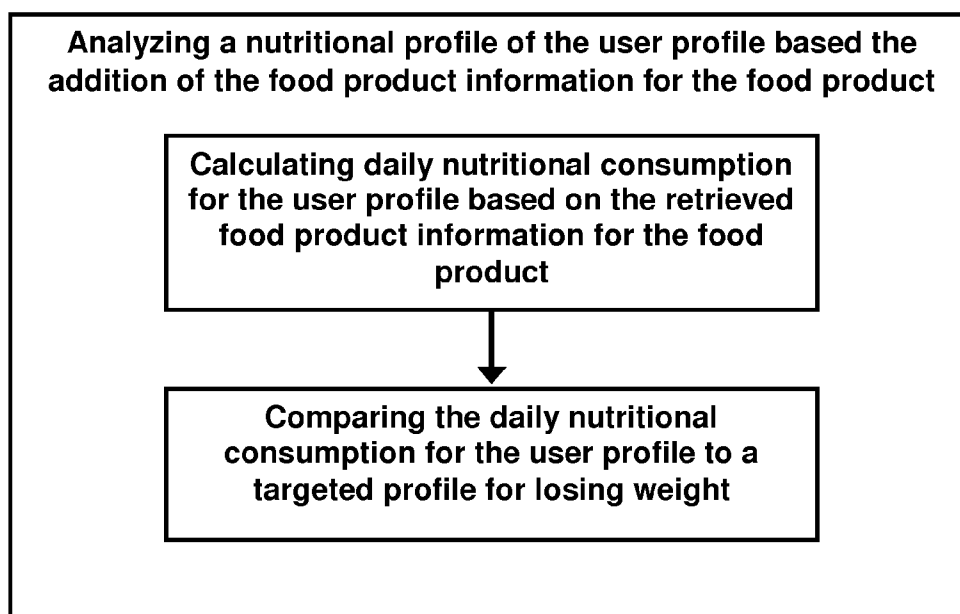 Analyzing a nutritional profile of the user profile based the
addition of the food product information for the food product
Calculating daily nutritional consumption
for the user profile based on the retrieved
food product information for the food
product
Comparing the daily nutritional
consumption for the user profile to a
targeted profile for losing weight